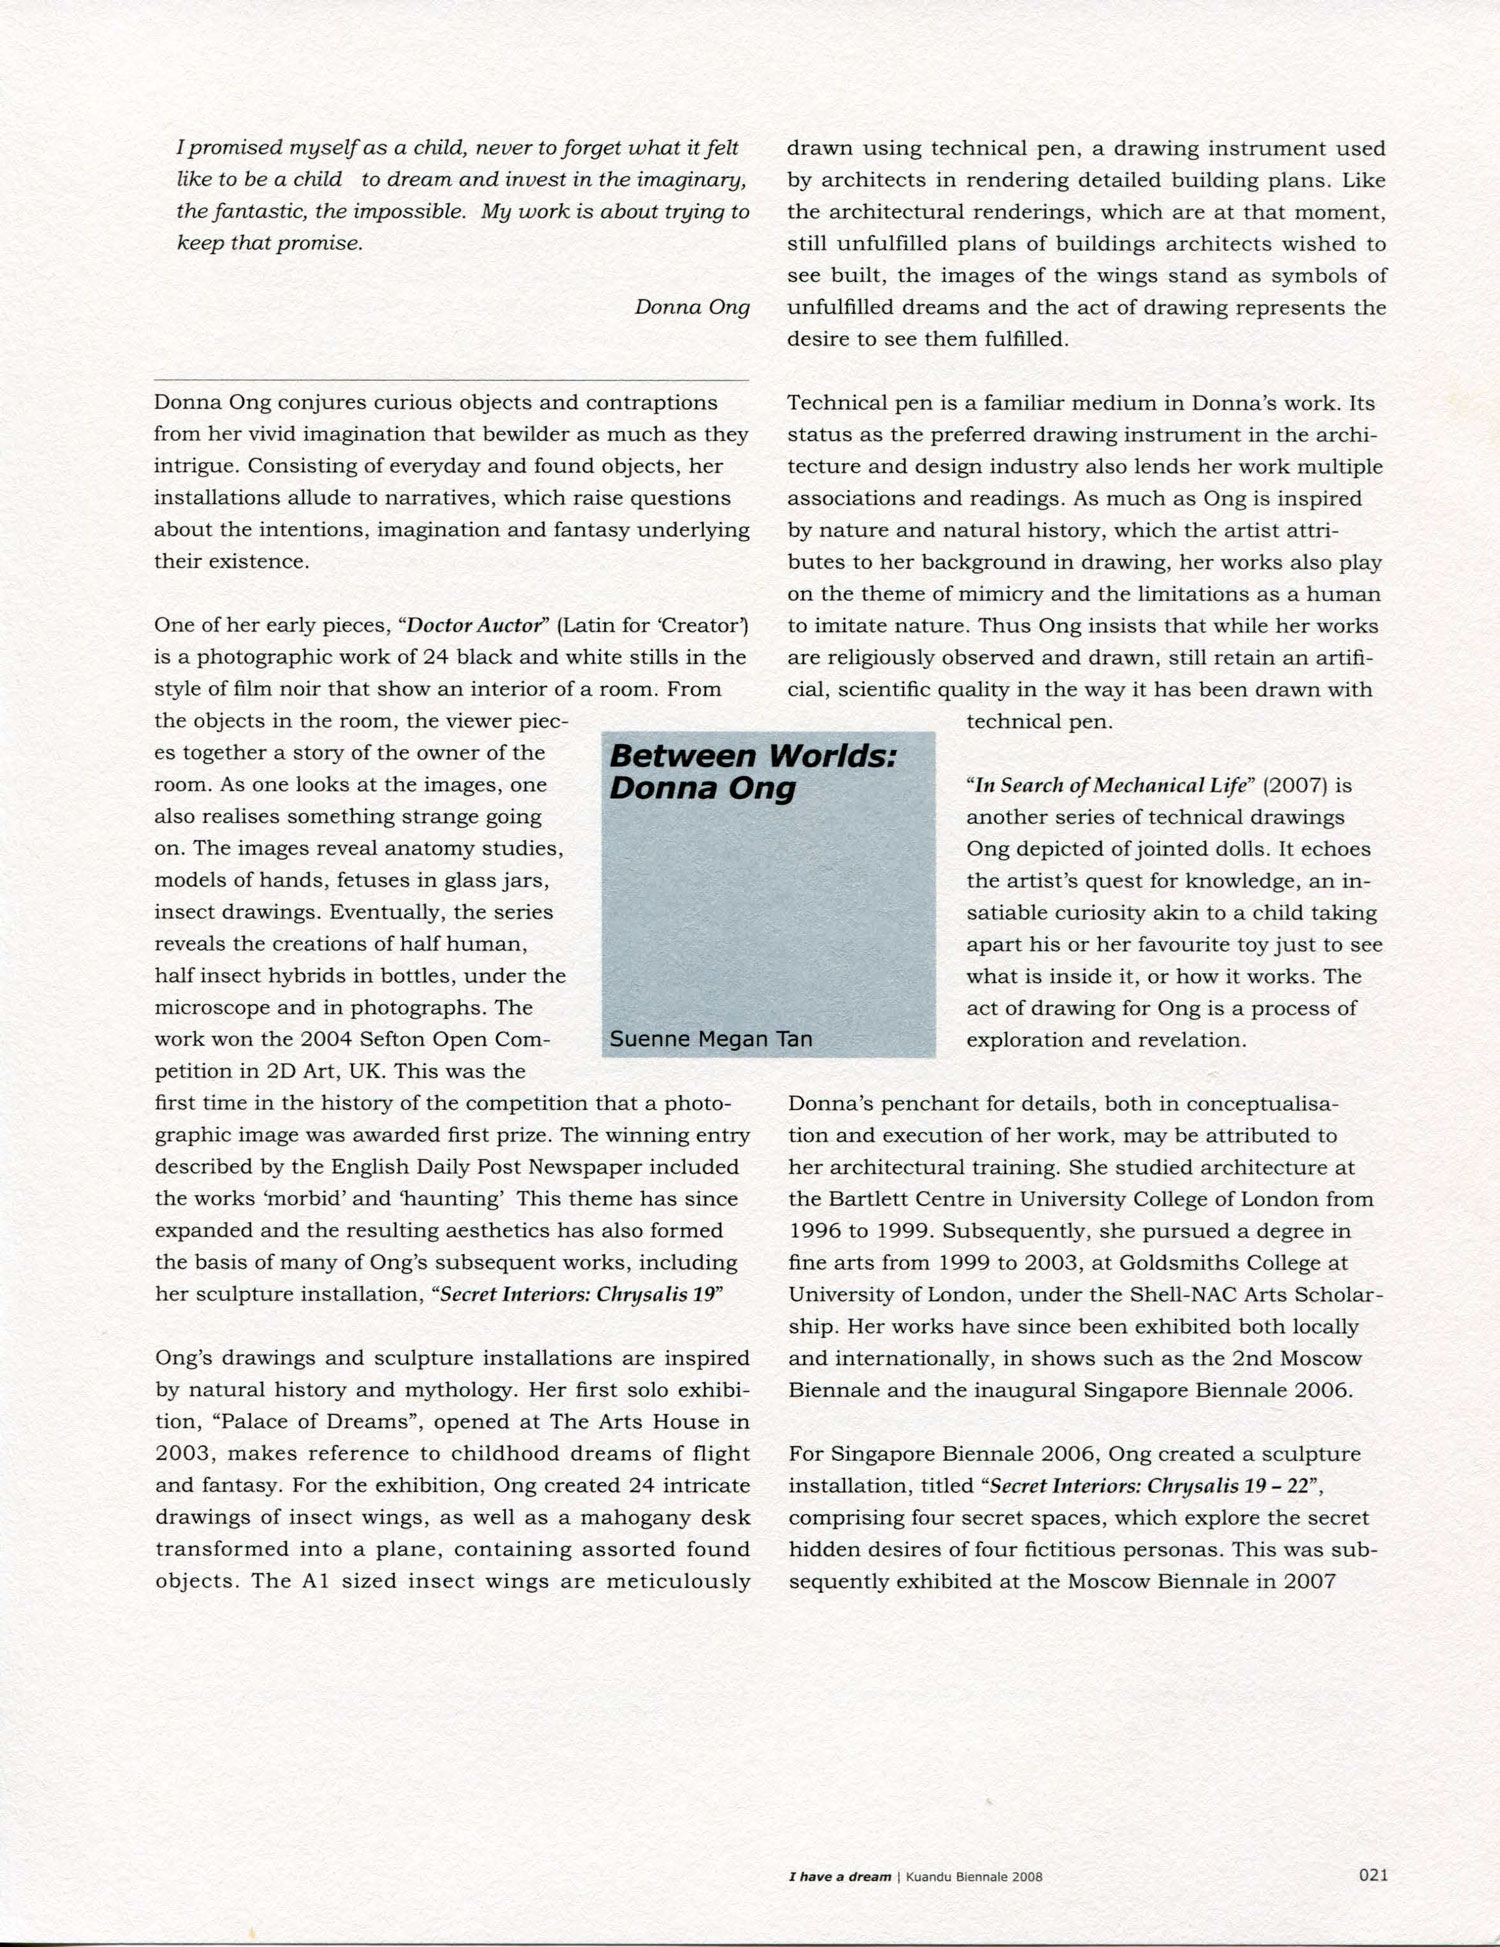 I promised myself as a child, never to forget what it felt
like to be a child to dream and invest in the imaginary,
the fantastic, the impossible. My work is about trying to
keep that promise.
Donna Ong
Donna Ong conjures curious objects and contraptions
from her vivid imagination that bewilder as much as they
intrigue. Consisting of everyday and found objects, her
installations allude to narratives, which raise questions
about the intentions, imagination and fantasy underlying
their existence.
One of her early pieces, “Doctor Auctor” (Latin for ‘Creator’)
is a photographic work of 24 black and white stills in the
style of film noir that show an interior of a room. From
the objects in the room, the viewer piec-
es together a story of the owner of the
room. As one looks at the images, one
also realises something strange going
on. The images reveal anatomy studies,
models of hands, fetuses in glass jars,
insect drawings. Eventually, the series
reveals the creations of half human,
half insect hybrids in bottles, under the
microscope and in photographs. The
work won the 2004 Sefton Open Com-
petition in 2D Art, UK. This was the
first time in the history of the competition that a photo-
graphic image was awarded first prize. The winning entry
described by the English Daily Post Newspaper included
the works ‘morbid’ and ‘haunting’ This theme has since
expanded and the resulting aesthetics has also formed
the basis of many of Ong’s subsequent works, including
her sculpture installation, “Secret Interiors: Chrysalis 19”
Ong’s drawings and sculpture installations are inspired
by natural history and mythology. Her first solo exhibi-
tion, “Palace of Dreams”, opened at The Arts House in
2003, makes reference to childhood dreams of flight
and fantasy. For the exhibition, Ong created 24 intricate
drawings of insect wings, as well as a mahogany desk
transformed into a plane, containing assorted found
objects. The A1 sized insect wings are meticulously
Between Worlds:
Donna Ong
Suenne Megan Tan
drawn using technical pen, a drawing instrument used
by architects in rendering detailed building plans. Like
the architectural renderings, which are at that moment,
still unfulfilled plans of buildings architects wished to
see built, the images of the wings stand as symbols of
unfulfilled dreams and the act of drawing represents the
desire to see them fulfilled.
Technical pen is a familiar medium in Donna’s work. Its
status as the preferred drawing instrument in the archi-
tecture and design industry also lends her work multiple
associations and readings. As much as Ong is inspired
by nature and natural history, which the artist attri-
butes to her background in drawing, her works also play
on the theme of mimicry and the limitations as a human
to imitate nature. Thus Ong insists that while her works
are religiously observed and drawn, still retain an artifi-
cial, scientific quality in the way it has been drawn with
technical pen.
“In Search of Mechanical Life” (2007) is
another series of technical drawings
Ong depicted of jointed dolls. It echoes
the artist’s quest for knowledge, an in-
satiable curiosity akin to a child taking
apart his or her favourite toy just to see
what is inside it, or how it works. The
act of drawing for Ong is a process of
exploration and revelation.
Donna’s penchant for details, both in conceptualisa-
tion and execution of her work, may be attributed to
her architectural training. She studied architecture at
the Bartlett Centre in University College of London from
1996 to 1999. Subsequently, she pursued a degree in
fine arts from 1999 to 2003, at Goldsmiths College at
University of London, under the Shell-NAC Arts Scholar-
ship. Her works have since been exhibited both locally
and internationally, in shows such as the 2nd Moscow
Biennale and the inaugural Singapore Biennale 2006.
For Singapore Biennale 2006, Ong created a sculpture
installation, titled “Secret Interiors: Chrysalis 19 – 22”,
comprising four secret spaces, which explore the secret
hidden desires of four fictitious personas. This was sub-
sequently exhibited at the Moscow Biennale in 2007
I have a dream | Kuandu Biennale 2008
021